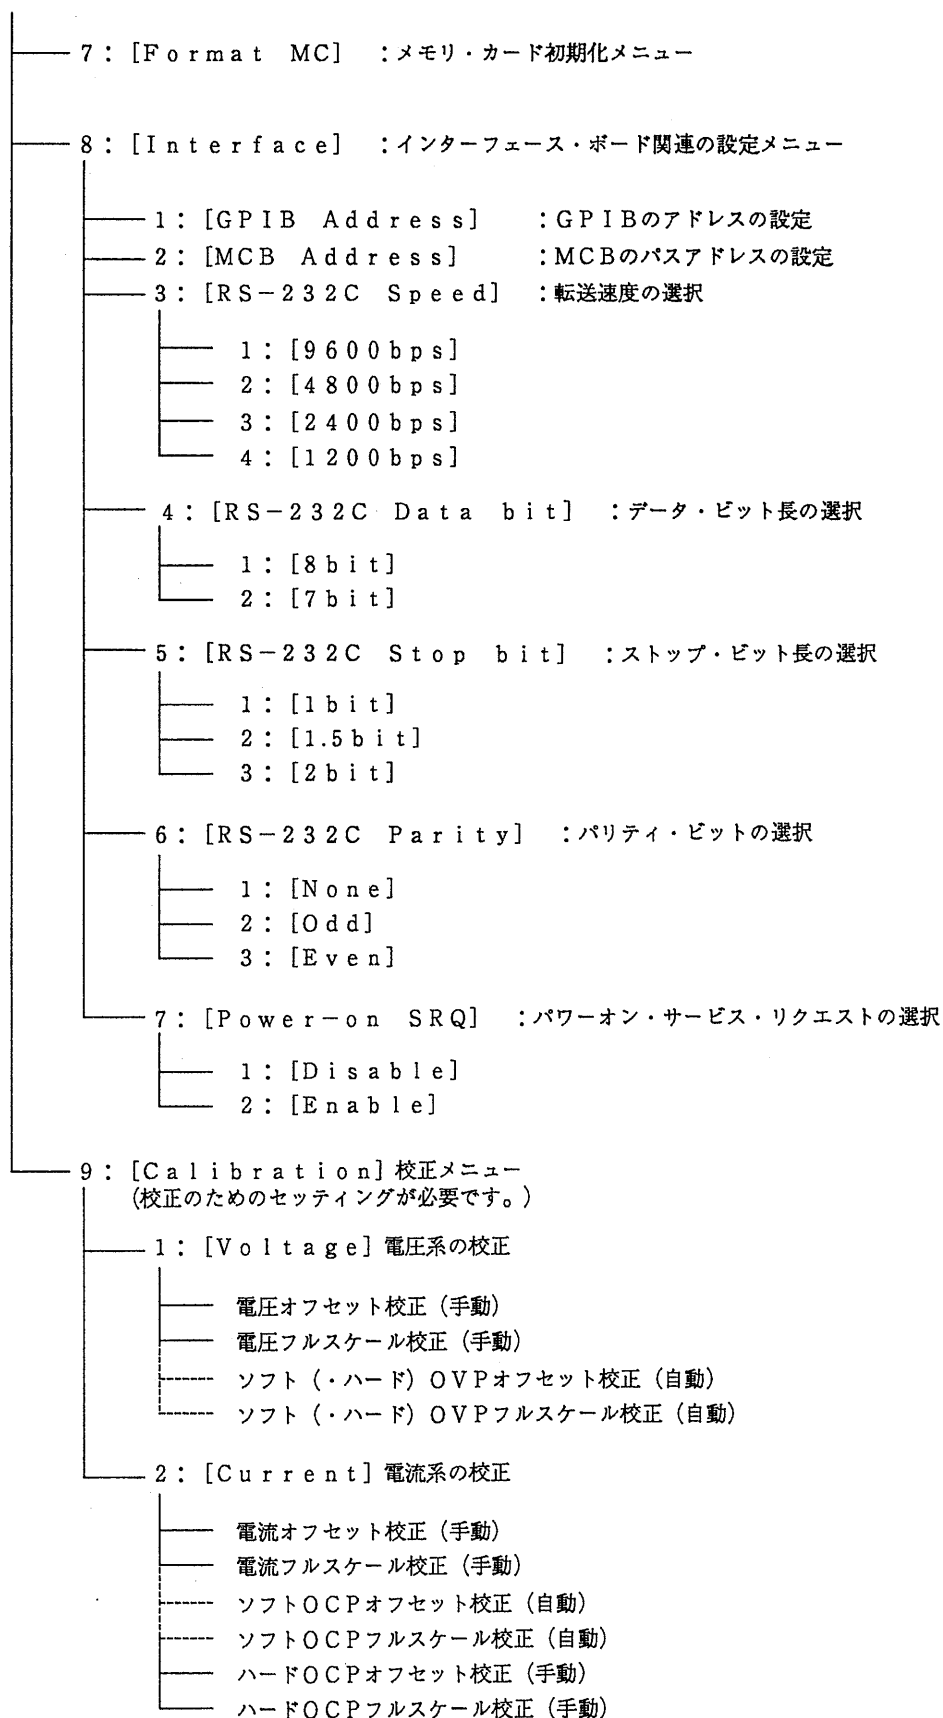 7：[Format MC] ：メモリ・カード初期化メニュー
8：[Interface] ：インターフェース・ボード関連の設定メニュー
1：[GPIB Address] ：GPIBのアドレスの設定
2：[MCB Address] ：MCBのパスアドレスの設定
3：[RS−232C Speed] ：転送速度の選択
1：[9600bps]
2：[4800bps]
3：[2400bps]
4：[1200bps]
4：[RS−232C Data bit] ：データ・ビット長の選択
1：[8bit]
2：[7bit]
5：[RS−232C Stop bit] ：ストップ・ビット長の選択
1：[1bit]
2：[1.5bit]
3：[2bit]
6：[RS−232C Parity] ：パリティ・ビットの選択
1：[None]
2：[Odd]
3：[Even]
7：[Power−on SRQ] ：パワーオン・サービス・リクエストの選択
1：[Disable]
2：[Enable]
9：[Calibration] 校正メニュー
(校正のためのセッティングが必要です。)
1：[Voltage] 電圧系の校正
電圧オフセット校正（手動）
電圧フルスケール校正（手動）
ソフト（・ハード）OVPオフセット校正（自動）
ソフト（・ハード）OVPフルスケール校正（自動）
2：[Current] 電流系の校正
電流オフセット校正（手動）
電流フルスケール校正（手動）
ソフトOCPオフセット校正（自動）
ソフトOCPフルスケール校正（自動）
ハードOCPオフセット校正（手動）
ハードOCPフルスケール校正（手動）